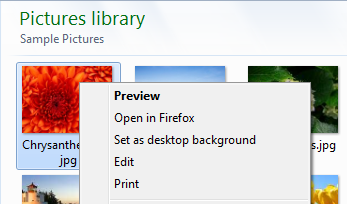 Pictures library
Sample Pictures
Preview
Open in Firefox
Chrysanthe
Set as desktop background
s.jpg
jpg
Edit
Print